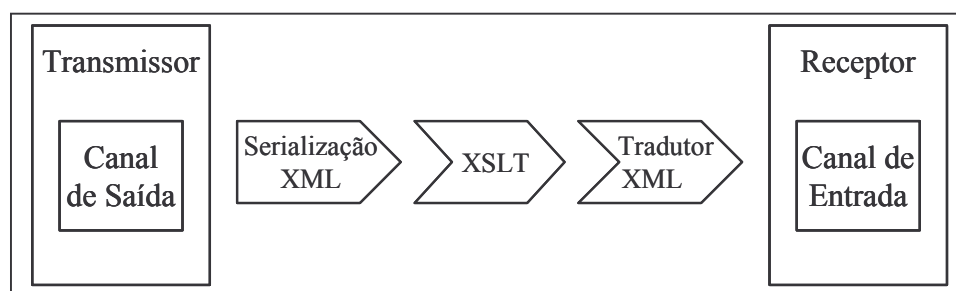 Transmissor
Canal
de Saída
Serialização
XML
XSLT
Tradutor
XML
Receptor
Canal de
Entrada